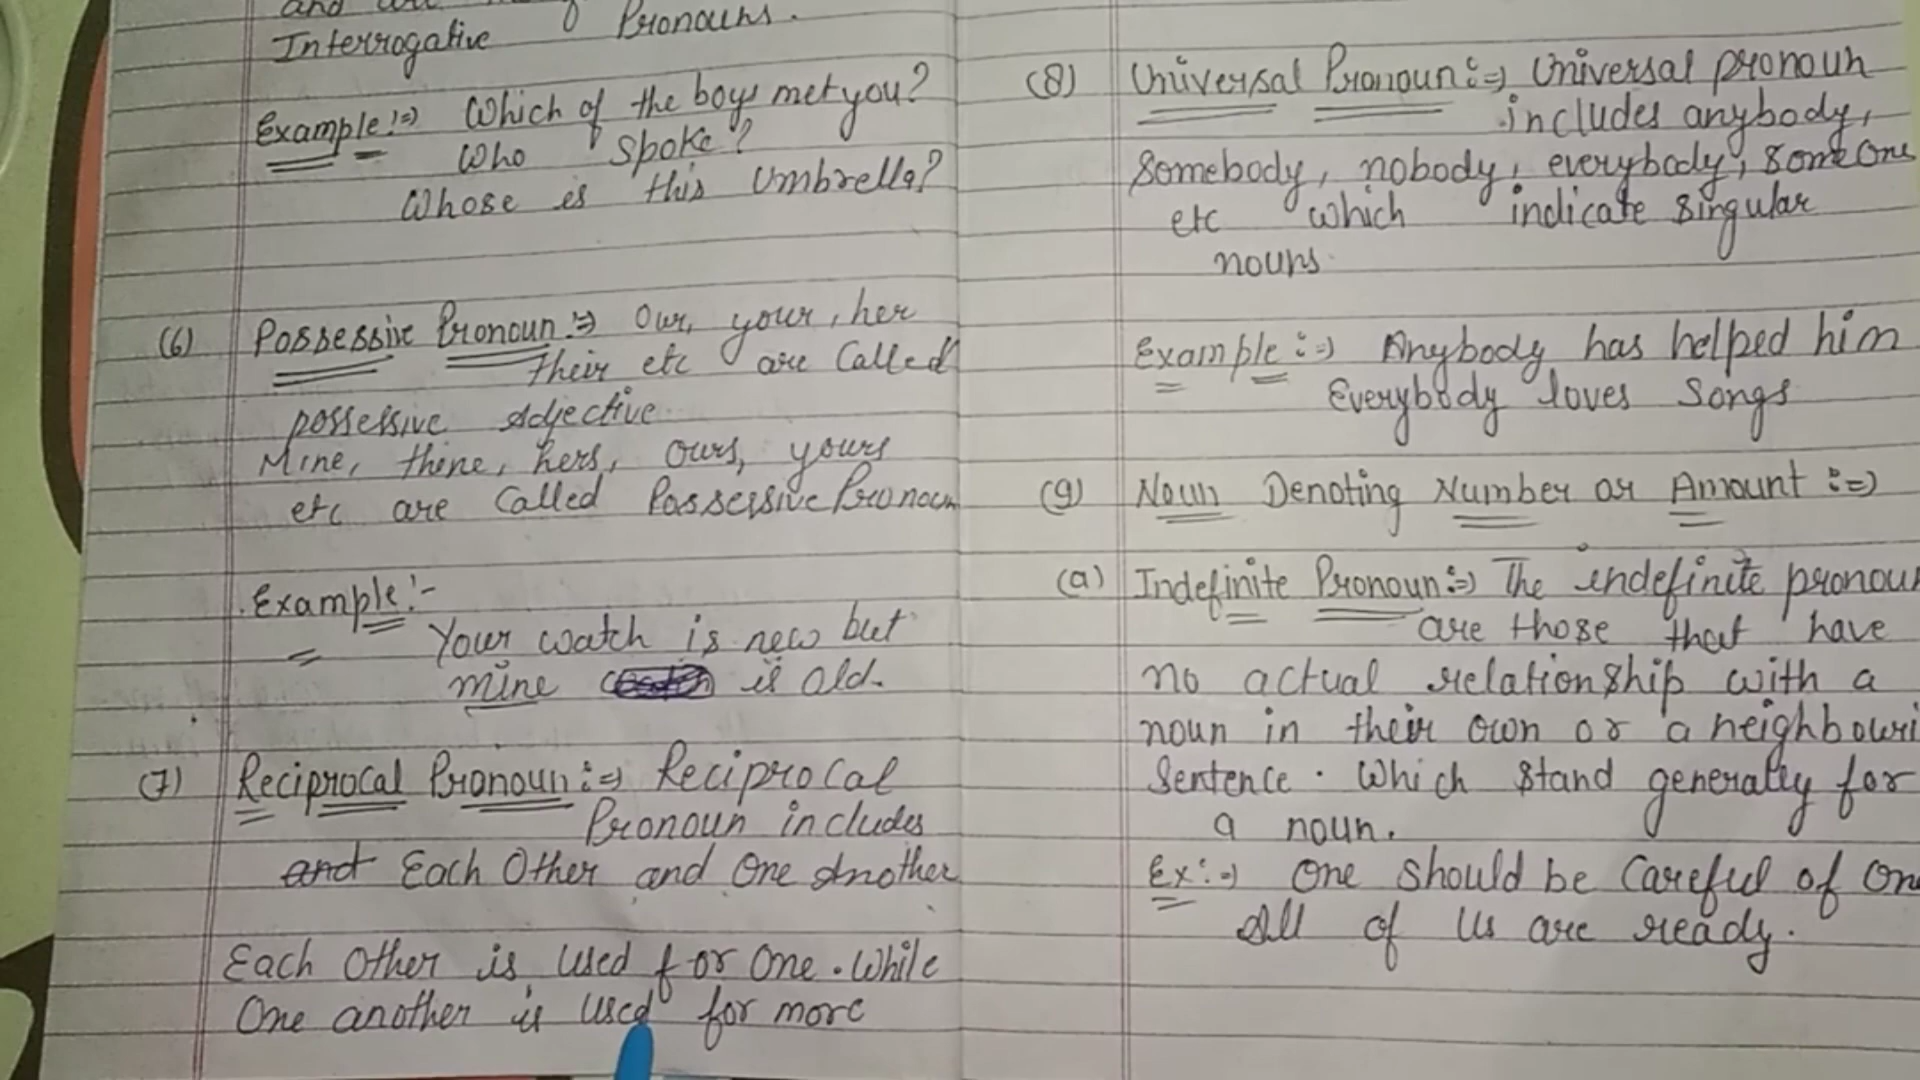 and
Interrogative Pronouns.
Example:⇒ Which of the boys met you?
Who spoke?
Whose is this Umbrella?
(6) Possessive Pronoun:⇒ Our, your, her
their etc are Called
possessive Adjective
Mine, thine, hers, ours, yours
etc are Called Possessive Pronoun
Example:-
Your watch is new but
mine is old.
(7) Reciprocal Pronoun:⇒ Reciprocal
Pronoun includes
and Each Other and One Another
Each Other is used for One. While
One another is used for more
(8) Universal Pronoun:⇒ Universal pronoun
includes anybody,
Somebody, nobody, everybody, someone
etc which indicate singular
nouns.
Example:⇒ Anybody has helped him
Everybody loves Songs
(9) Noun Denoting Number or Amount:⇒
(a) Indefinite Pronoun:⇒ The indefinite pronoun
are those that have
no actual relationship with a
noun in their own or a neighbouri
Sentence. Which stand generally for
a noun.
Ex:⇒ One should be Careful of One
All of Us are ready.